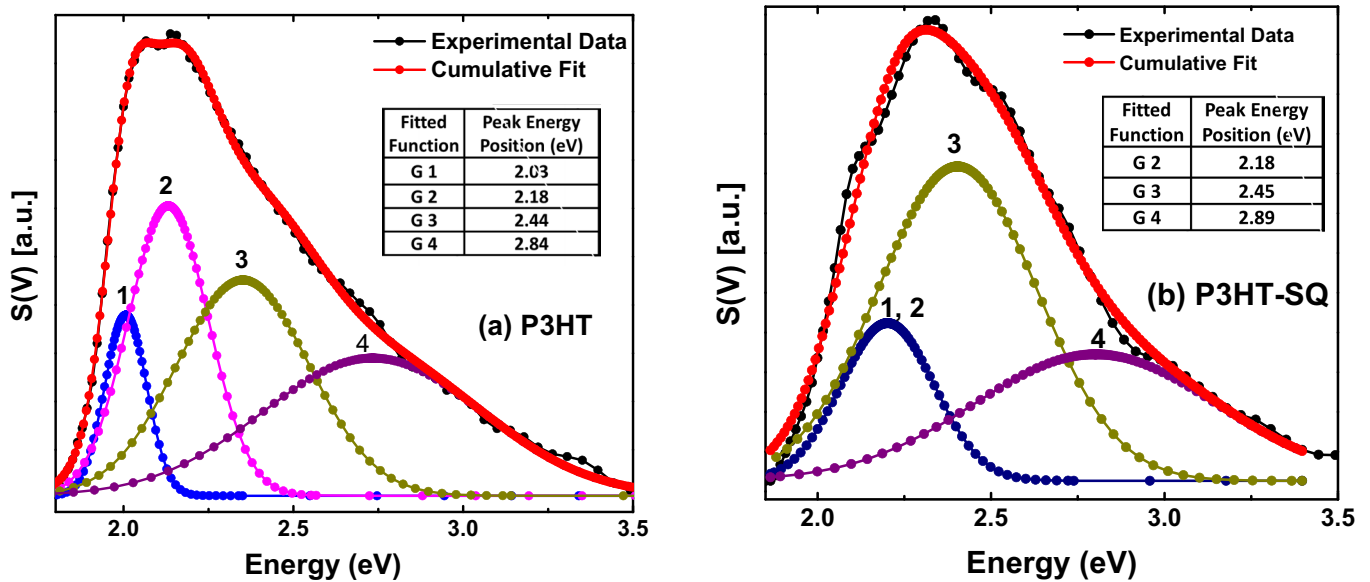 S(V) [a.u.]
Experimental Data
Cumulative Fit
Fitted Function Peak Energy Position (eV)
G 1 2.03
G 2 2.18
G 3 2.44
G 4 2.84
1
2
3
4
(a) P3HT
2.0 2.5 3.0 3.5
Energy (eV)
S(V) [a.u.]
Experimental Data
Cumulative Fit
Fitted Function Peak Energy Position (eV)
G 2 2.18
G 3 2.45
G 4 2.89
3
1, 2
4
(b) P3HT-SQ
2.0 2.5 3.0 3.5
Energy (eV)